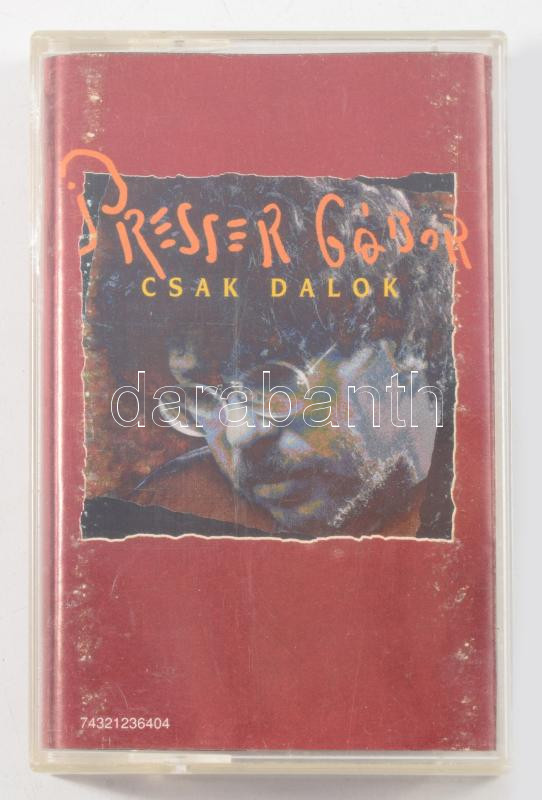 PRESSER GÁBOR
CSAK DALOK
darabanth
74321236404